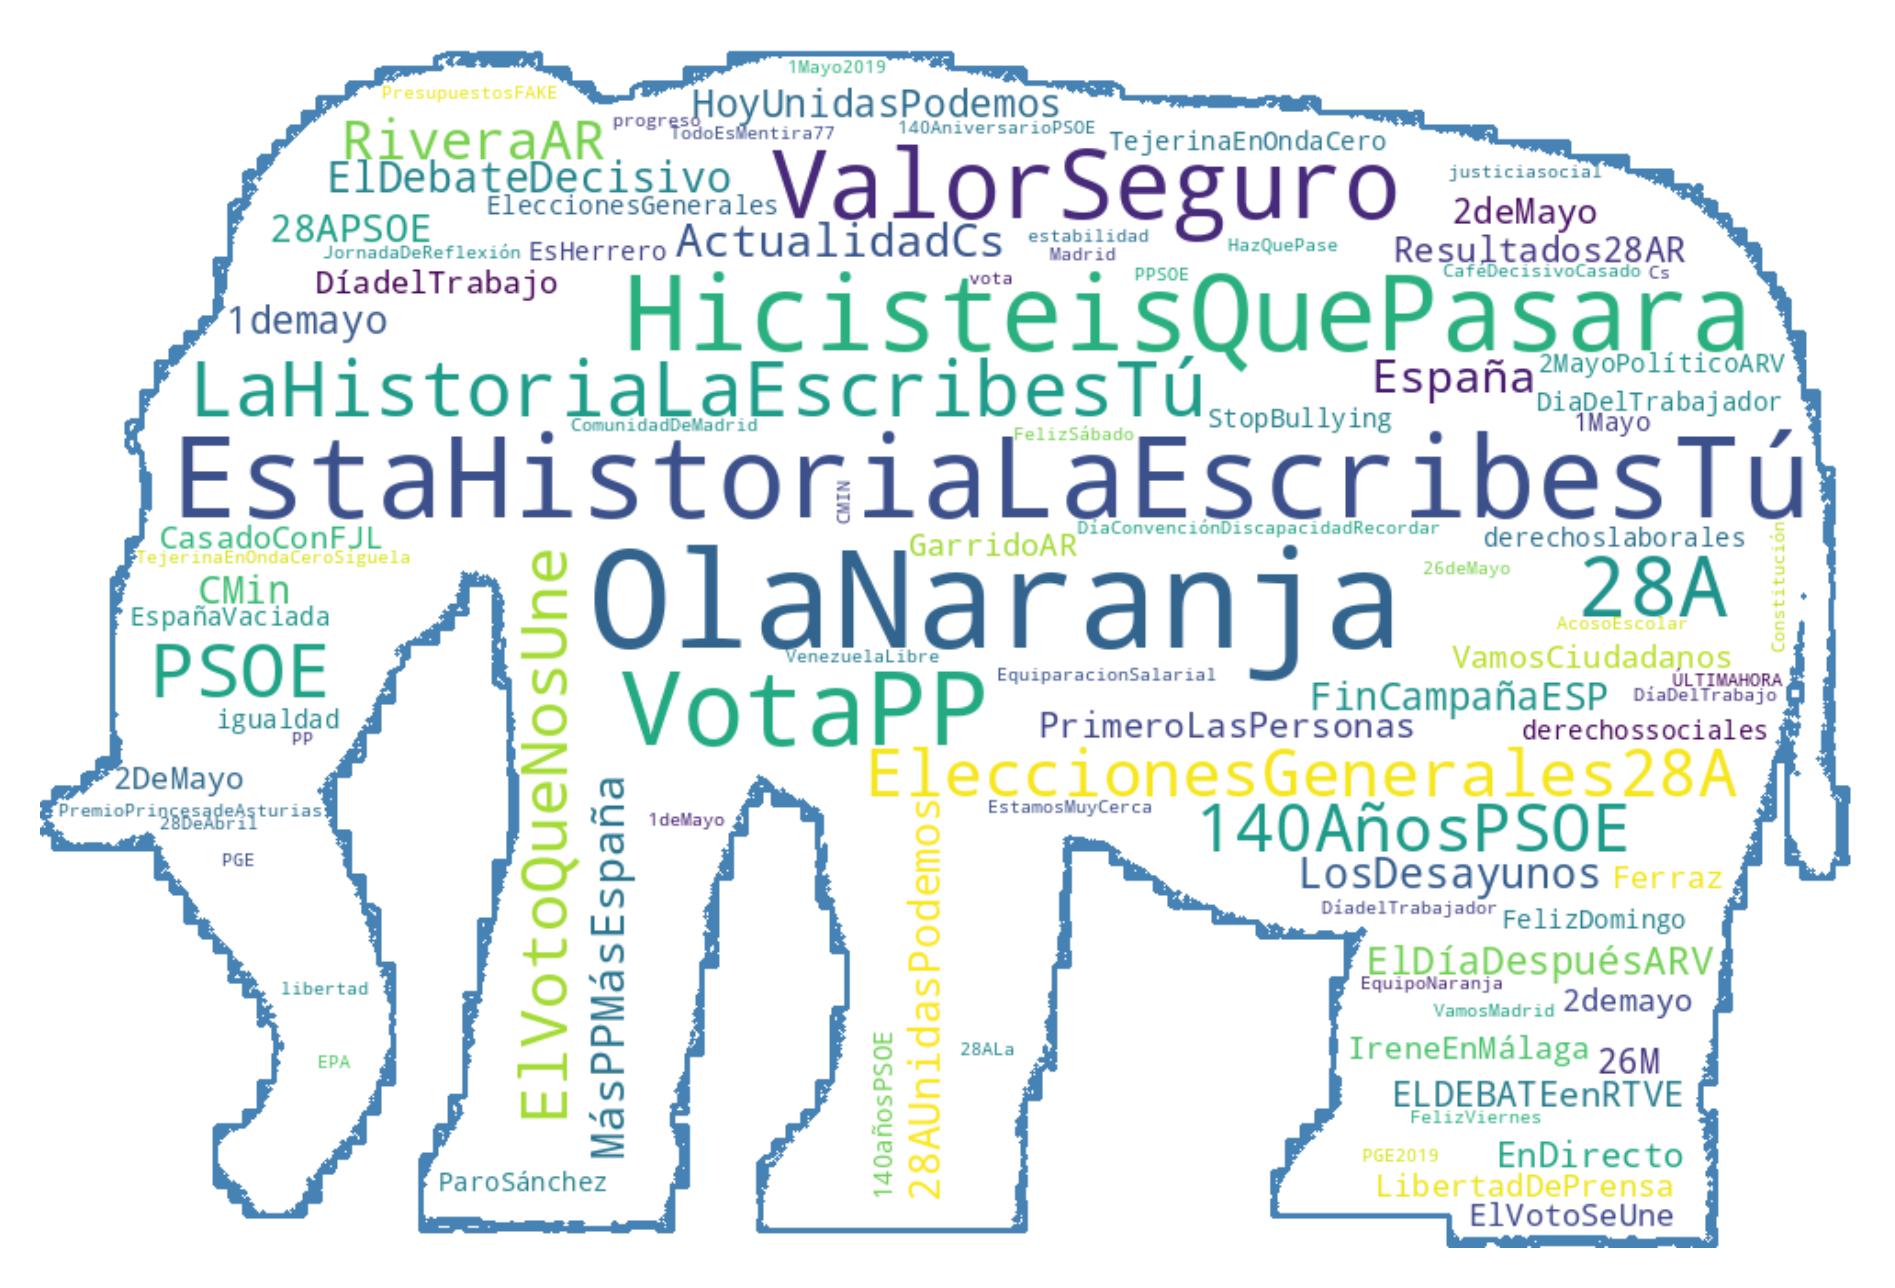 1Mayo2019
PresupuestosFAKE
HoyUnidasPodemos
progreso
TodoEsMentira77
140AniversarioPSOE
RiveraAR
TejerinaEnOndaCero
ElDebateDecisivo
ValorSeguro
justiciasocial
EleccionesGenerales
2deMayo
28APSOE
ActualidadCs
estabilidad
HazQuePase
Resultados28AR
JornadaDeReflexión
EsHerrero
Madrid
CaféDecisivoCasado
Cs
DíadelTrabajo
vota
PPSOE
HicisteisQuePasara
1demayo
LaHistoriaLaEscribesTú
España
2MayoPolíticoARV
DiaDelTrabajador
ComunidadDeMadrid
StopBullying
1Mayo
FelizSábado
EstaHistoriaLaEscribesTú
CMIN
CasadoConFJL
DíaConvenciónDiscapacidadRecordar
derechoslaborales
GarridoAR
TejerinaEnOndaCeroSiguela
26deMayo
28A
Constitución
CMin
OlaNaranja
EspañaVaciada
AcosoEscolar
PSOE
VenezuelaLibre
VamosCiudadanos
EquiparacionSalarial
ÚLTIMAHORA
VotaPP
FinCampañaESP
DíaDelTrabajo
igualdad
PrimeroLasPersonas
derechossociales
PP
ElVotoQueNosUne
2DeMayo
EleccionesGenerales28A
PremioPrincesadeAsturias
28DeAbril
MásPPMásEspaña
1deMayo
EstamosMuyCerca
140AñosPSOE
PGE
28AUnidasPodemos
LosDesayunos
Ferraz
DíadelTrabajador
FelizDomingo
ElDíaDespuésARV
libertad
EquipoNaranja
2demayo
VamosMadrid
EPA
140añosPSOE
28ALa
IreneEnMálaga
26M
ELDEBATEenRTVE
FelizViernes
PGE2019
EnDirecto
ParoSánchez
LibertadDePrensa
ElVotoSeUne